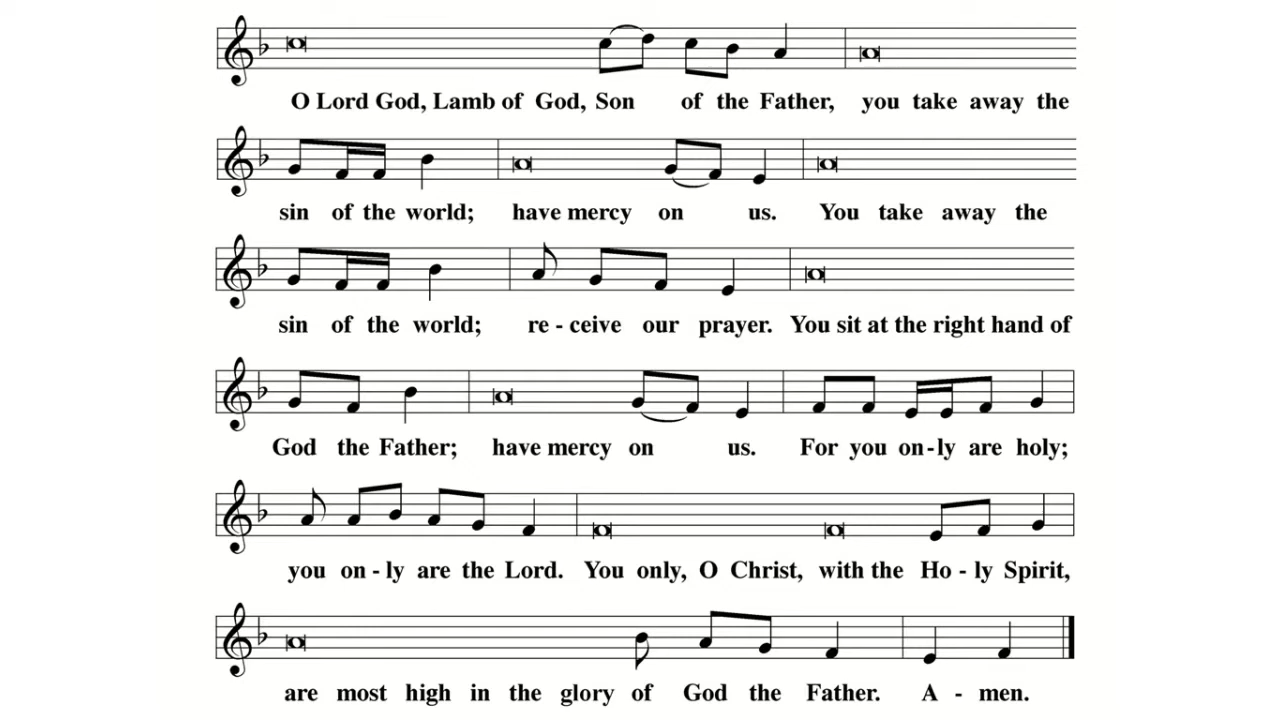 O Lord God, Lamb of God, Son of the Father, you take away the
sin of the world; have mercy on us. You take away the
sin of the world; re - ceive our prayer. You sit at the right hand of
God the Father; have mercy on us. For you on - ly are holy;
you on - ly are the Lord. You only, O Christ, with the Ho - ly Spirit,
are most high in the glory of God the Father. A - men.